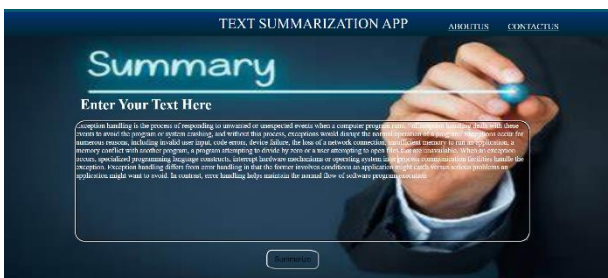 TEXT SUMMARIZATION APP
ABOUTUS CONTACTUS
Summary
Enter Your Text Here
Exception handling is the process of responding to unwanted or unexpected events when a computer program runs. Exception handling deals with these
events to avoid the program or system crashing, and without this process, exceptions would disrupt the normal operation of a program. Exceptions occur for
numerous reasons, including invalid user input, code errors, device failure, the loss of a network connection, insufficient memory to run an application, a
memory conflict with another program, a program attempting to divide by zero or a user attempting to open files that are unavailable. When an exception
occurs, specialized programming language constructs, interrupt hardware mechanisms or operating system interprocess communication facilities handle the
exception. Exception handling differs from error handling in that the former involves conditions an application might catch versus serious problems an
application might want to avoid. In contrast, error handling helps maintain the normal flow of software program execution.
Summarize